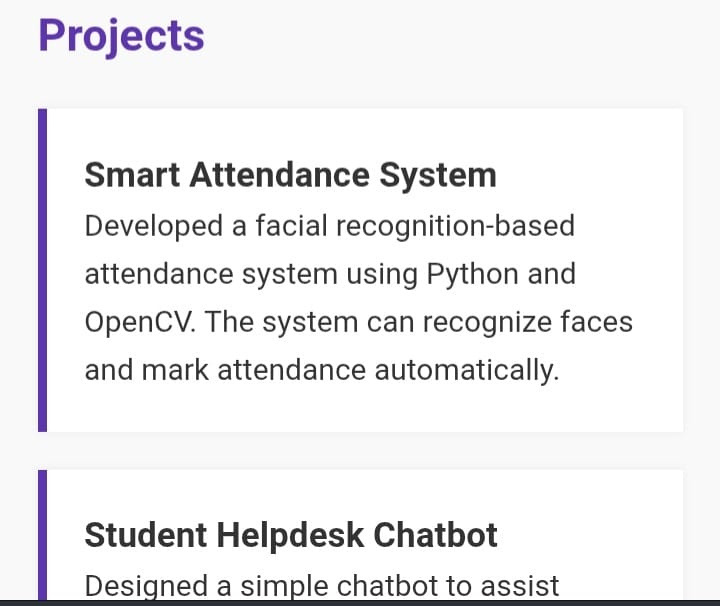 Projects
Smart Attendance System
Developed a facial recognition-based
attendance system using Python and
OpenCV. The system can recognize faces
and mark attendance automatically.
Student Helpdesk Chatbot
Designed a simple chatbot to assist